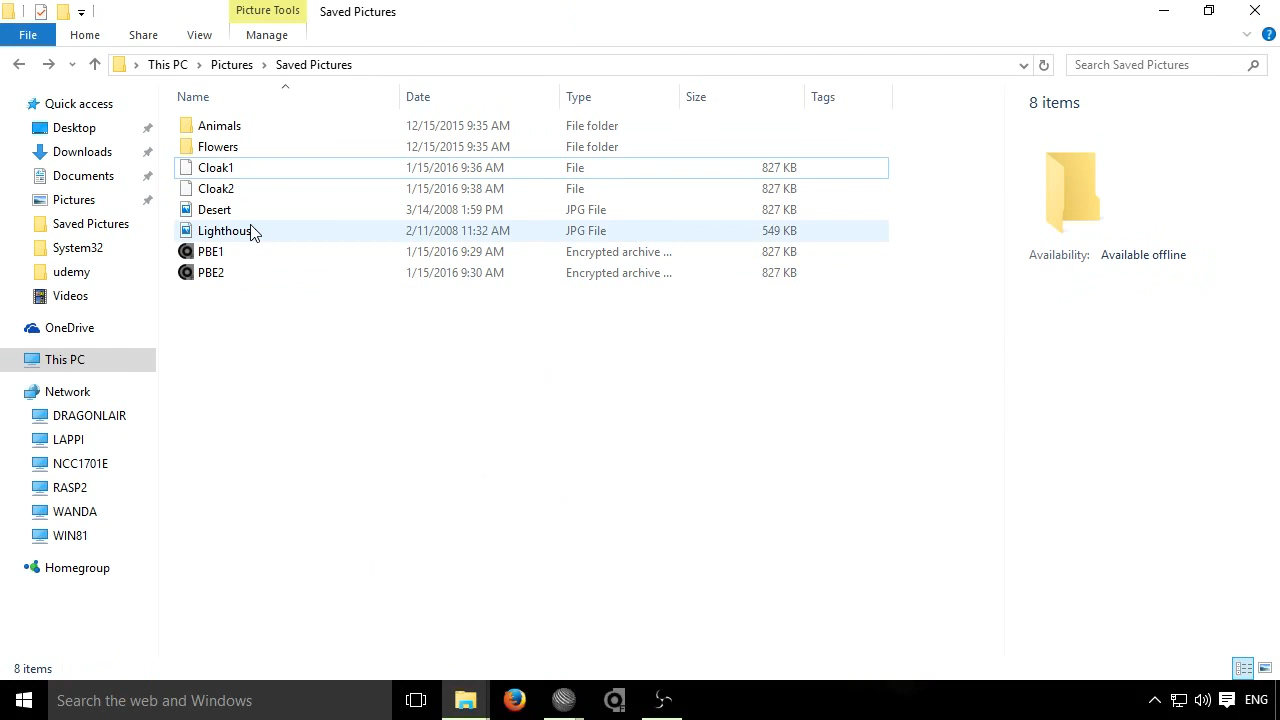 Picture Tools
Saved Pictures
File
Home
Share
View
Manage
This PC
Pictures
Saved Pictures
Search Saved Pictures
Name
Date
Type
Size
Tags
8 items
Quick access
Desktop
Downloads
Documents
Pictures
Saved Pictures
System32
udemy
Videos
OneDrive
This PC
Network
DRAGONLAIR
LAPPI
NCC1701E
RASP2
WANDA
WIN81
Homegroup
Animals 12/15/2015 9:35 AM File folder
Flowers 12/15/2015 9:35 AM File folder
Cloak1 1/15/2016 9:36 AM File 827 KB
Cloak2 1/15/2016 9:38 AM File 827 KB
Desert 3/14/2008 1:59 PM JPG File 827 KB
Lighthouse 2/11/2008 11:32 AM JPG File 549 KB
PBE1 1/15/2016 9:29 AM Encrypted archive ... 827 KB
PBE2 1/15/2016 9:30 AM Encrypted archive ... 827 KB
Availability: Available offline
8 items
Search the web and Windows
ENG